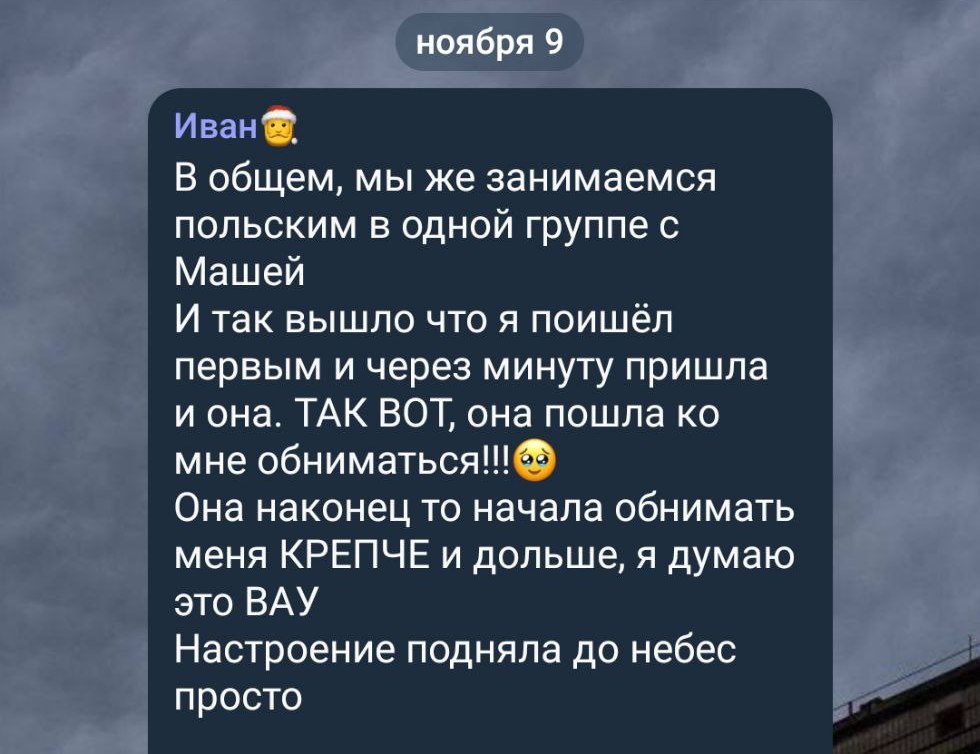 ноября 9
Иван🎅
В общем, мы же занимаемся
польским в одной группе с
Машей
И так вышло что я поишёл
первым и через минуту пришла
и она. ТАК ВОТ, она пошла ко
мне обниматься!!!🥹
Она наконец то начала обнимать
меня КРЕПЧЕ и дольше, я думаю
это ВАУ
Настроение подняла до небес
просто